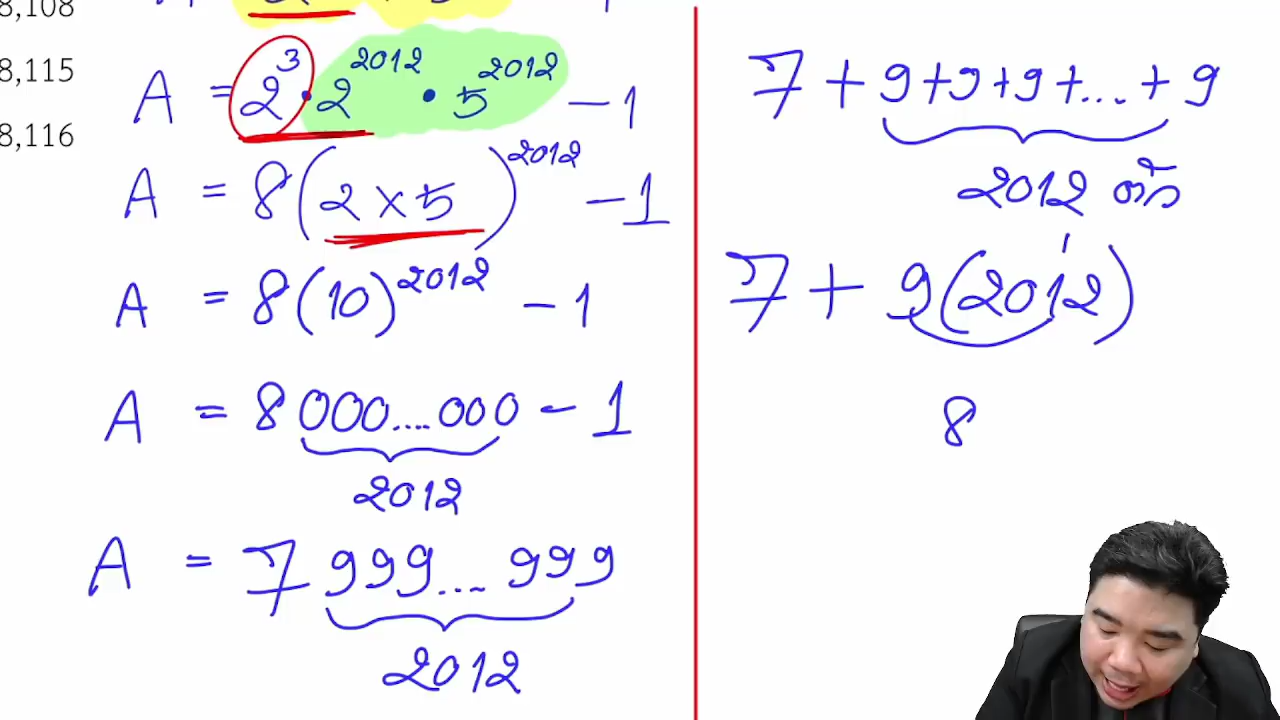 8,108
8,115
8,116
A = 2³ • 2²⁰¹² • 5²⁰¹² − 1
A = 8(2 × 5)²⁰¹² − 1
A = 8(10)²⁰¹² − 1
A = 8 000....000 − 1
2012
A = 7 999....999
2012
7 + 9 + 9 + 9 + ... + 9
2012 ตัว
7 + 9(2012)
1
8